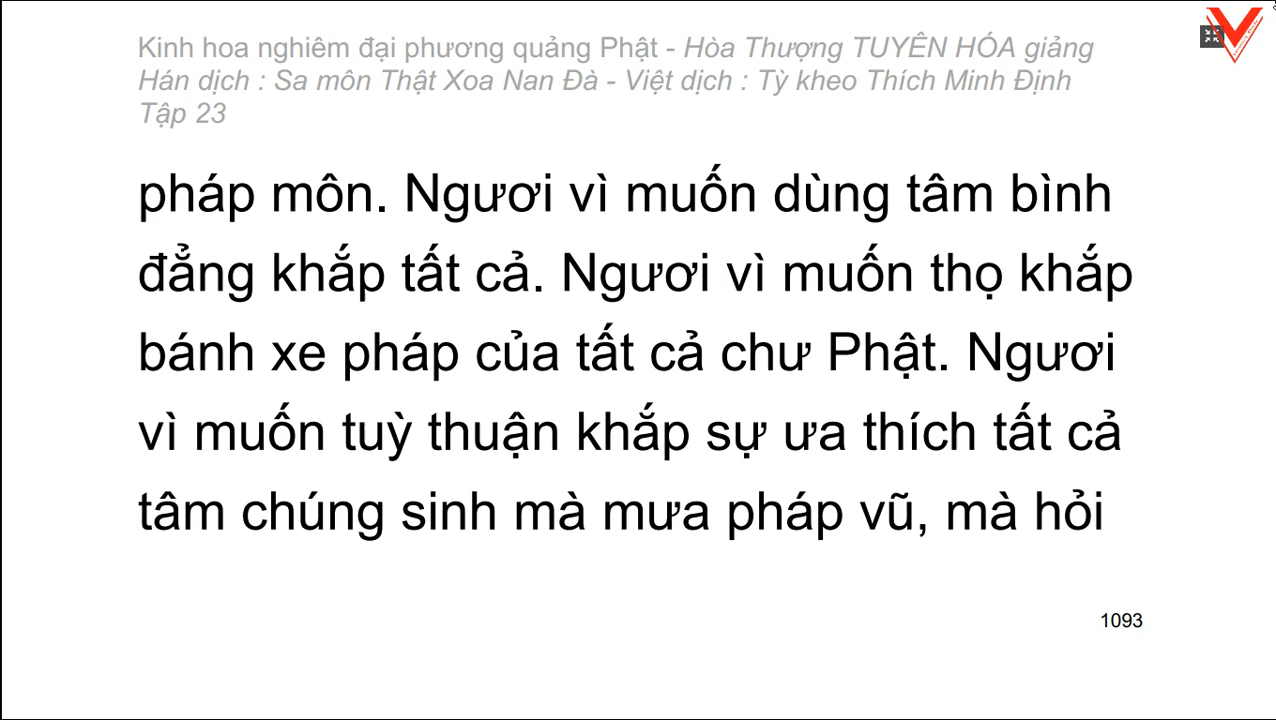 Kinh hoa nghiêm đại phương quảng Phật - Hòa Thượng TUYÊN HÓA giảng
Hán dịch : Sa môn Thật Xoa Nan Đà - Việt dịch : Tỳ kheo Thích Minh Định
Tập 23
pháp môn. Ngươi vì muốn dùng tâm bình
đẳng khắp tất cả. Ngươi vì muốn thọ khắp
bánh xe pháp của tất cả chư Phật. Ngươi
vì muốn tuỳ thuận khắp sự ưa thích tất cả
tâm chúng sinh mà mưa pháp vũ, mà hỏi
1093